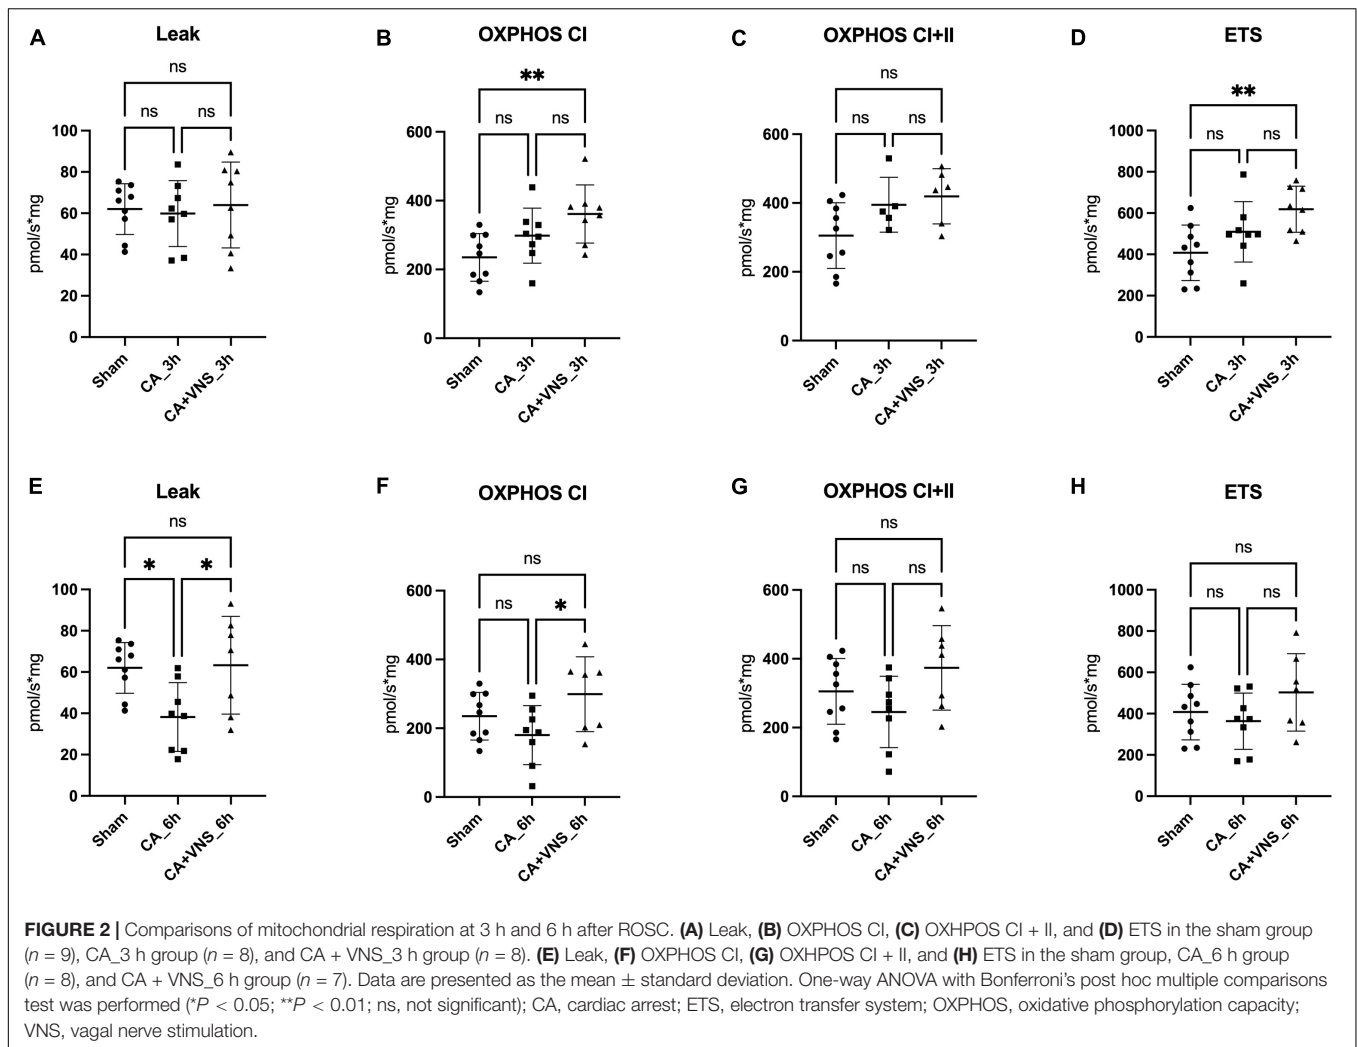 A Leak
ns
ns ns
100
80
60
40
20
0
pmol/s*mg
Sham CA_3h CA+VNS_3h
B OXPHOS CI
**
ns ns
600
400
200
0
pmol/s*mg
Sham CA_3h CA+VNS_3h
C OXPHOS CI+II
ns
ns ns
600
400
200
0
pmol/s*mg
Sham CA_3h CA+VNS_3h
D ETS
**
ns ns
1000
800
600
400
200
0
pmol/s*mg
Sham CA_3h CA+VNS_3h
E Leak
ns
* *
100
80
60
40
20
0
pmol/s*mg
Sham CA_6h CA+VNS_6h
F OXPHOS CI
ns
ns *
600
400
200
0
pmol/s*mg
Sham CA_6h CA+VNS_6h
G OXPHOS CI+II
ns
ns ns
600
400
200
0
pmol/s*mg
Sham CA_6h CA+VNS_6h
H ETS
ns
ns ns
1000
800
600
400
200
0
pmol/s*mg
Sham CA_6h CA+VNS_6h
FIGURE 2 | Comparisons of mitochondrial respiration at 3 h and 6 h after ROSC. (A) Leak, (B) OXPHOS CI, (C) OXHPOS CI + II, and (D) ETS in the sham group
(n = 9), CA_3 h group (n = 8), and CA + VNS_3 h group (n = 8). (E) Leak, (F) OXPHOS CI, (G) OXHPOS CI + II, and (H) ETS in the sham group, CA_6 h group
(n = 8), and CA + VNS_6 h group (n = 7). Data are presented as the mean ± standard deviation. One-way ANOVA with Bonferroni's post hoc multiple comparisons
test was performed (*P < 0.05; **P < 0.01; ns, not significant); CA, cardiac arrest; ETS, electron transfer system; OXPHOS, oxidative phosphorylation capacity;
VNS, vagal nerve stimulation.